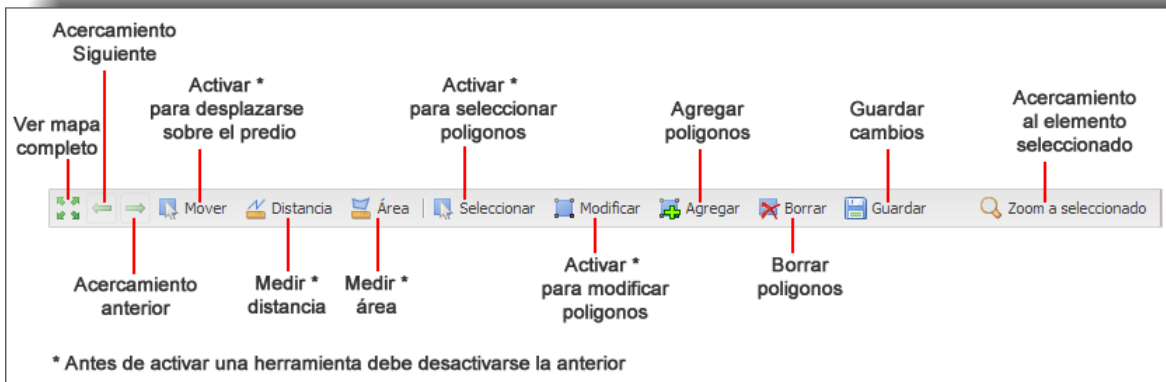 Acercamiento
Siguiente
Activar *
para desplazarse
sobre el predio
Activar *
para seleccionar
poligonos
Agregar
poligonos
Guardar
cambios
Acercamiento
al elemento
seleccionado
Ver mapa
completo
Mover Distancia Área Seleccionar Modificar Agregar Borrar Guardar Zoom a seleccionado
Acercamiento
anterior
Medir *
distancia
Medir *
área
Activar *
para modificar
poligonos
Borrar
poligonos
* Antes de activar una herramienta debe desactivarse la anterior